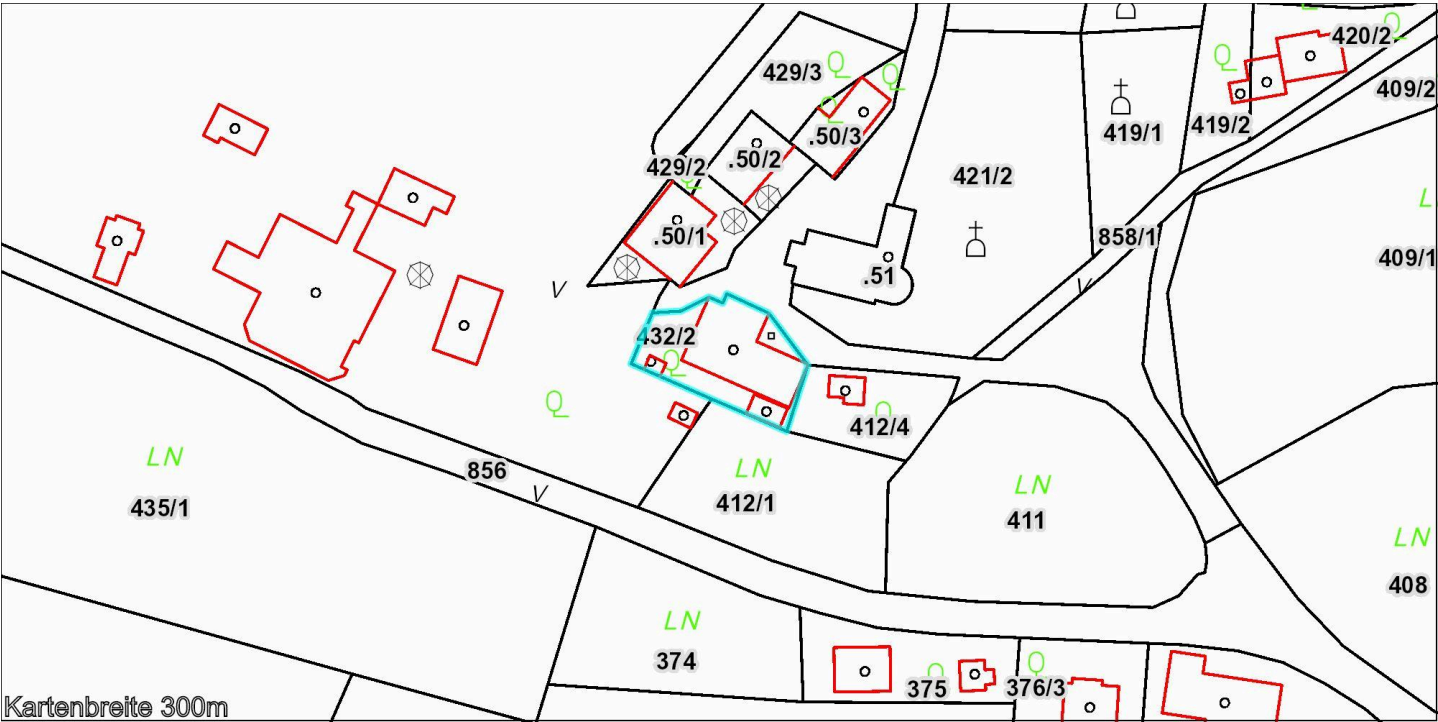 420/2
429/3
409/2
.50/3
419/1
419/2
.50/2
429/2
421/2
L
.50/1
858/1
409/1
.51
V
V
432/2
412/4
LN
LN
856
LN
V
412/1
435/1
411
LN
408
LN
374
375
376/3
Kartenbreite 300m